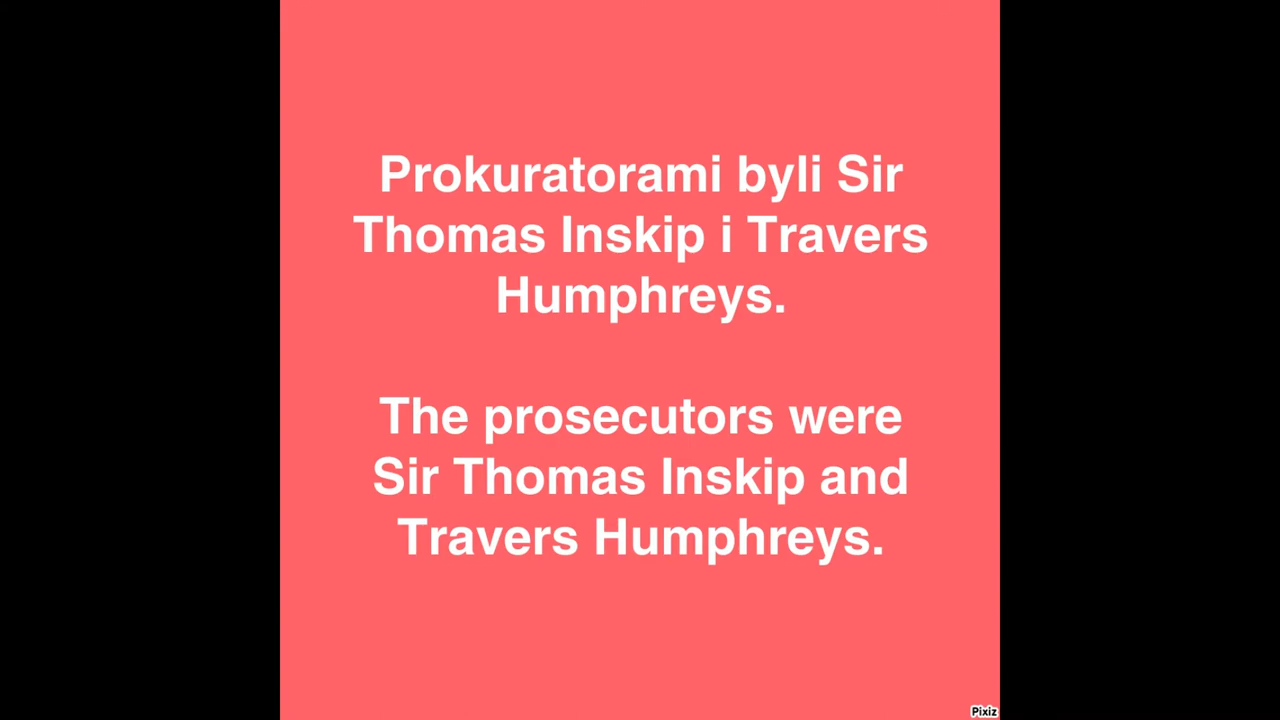 Prokuratorami byli Sir
Thomas Inskip i Travers
Humphreys.
The prosecutors were
Sir Thomas Inskip and
Travers Humphreys.
Pixiz